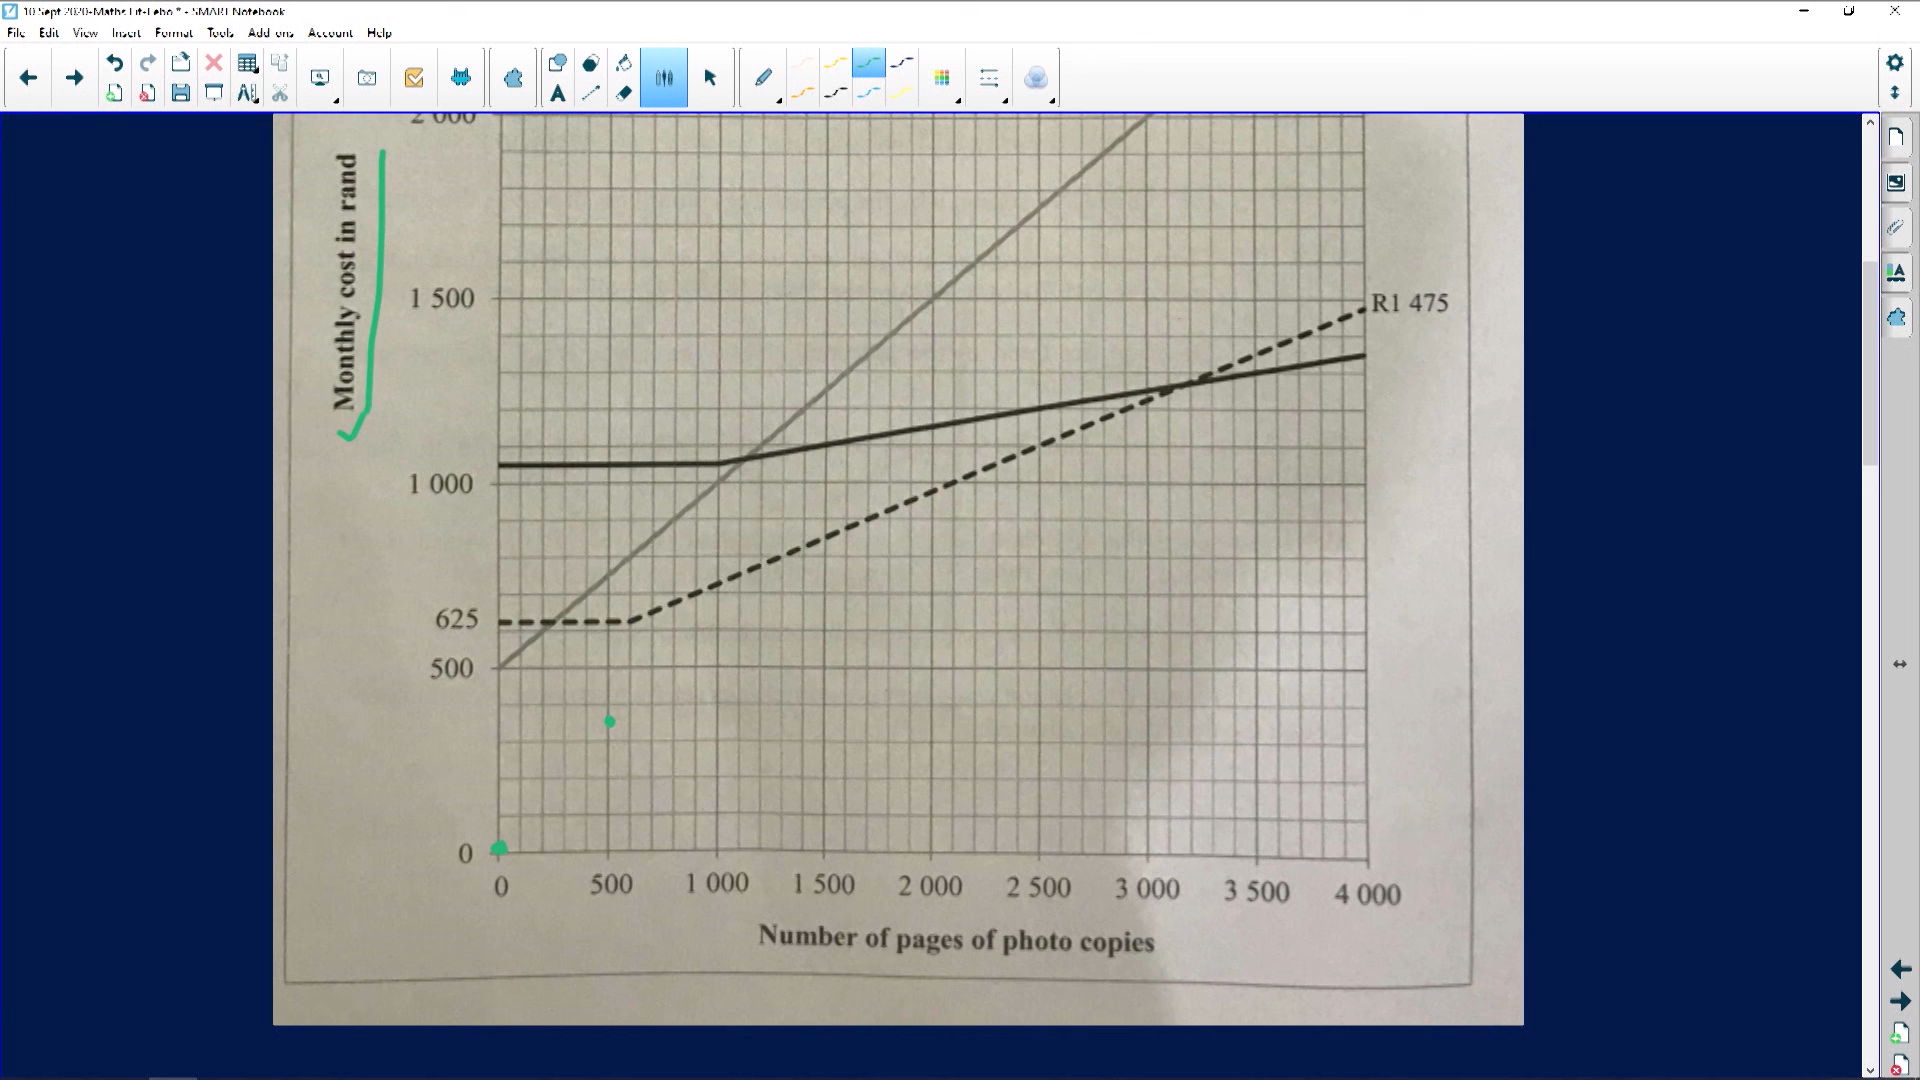 10 Sept 2020-Maths Lit-Lebo * - SMART Notebook
File Edit View Insert Format Tools Add-ons Account Help
2 000
Monthly cost in rand
1 500
R1 475
1 000
625
500
0
0 500 1 000 1 500 2 000 2 500 3 000 3 500 4 000
Number of pages of photo copies